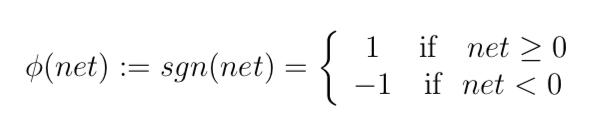 ϕ(net) := sgn(net) = { 1 if net ≥ 0
−1 if net < 0